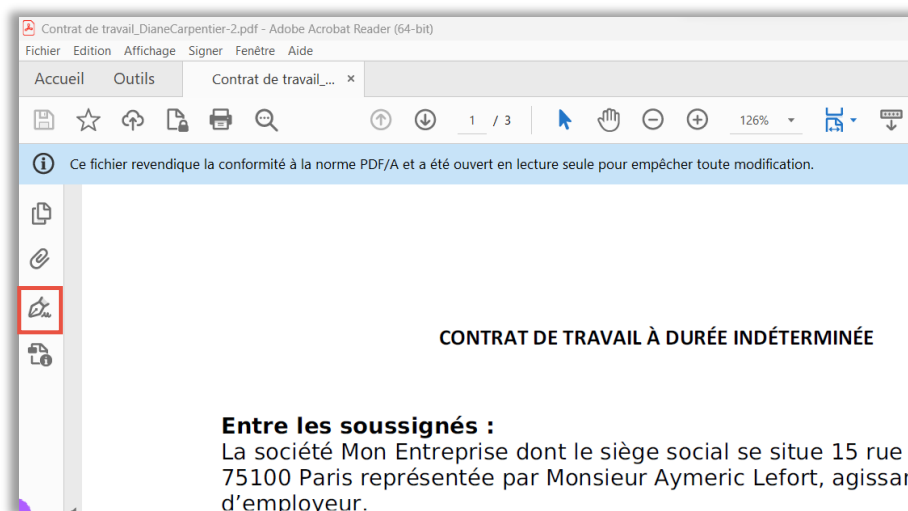 Contrat de travail_DianeCarpentier-2.pdf - Adobe Acrobat Reader (64-bit)
Fichier Edition Affichage Signer Fenêtre Aide
Accueil Outils Contrat de travail_... ×
1 / 3 126%
Ce fichier revendique la conformité à la norme PDF/A et a été ouvert en lecture seule pour empêcher toute modification.
CONTRAT DE TRAVAIL À DURÉE INDÉTERMINÉE
Entre les soussignés :
La société Mon Entreprise dont le siège social se situe 15 rue
75100 Paris représentée par Monsieur Aymeric Lefort, agissan
d’employeur.